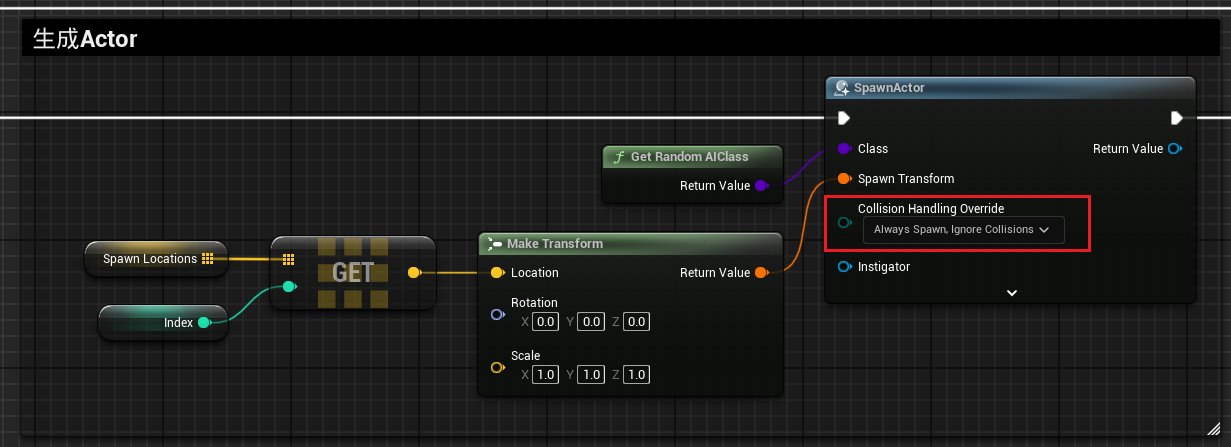 生成Actor
SpawnActor
Class
Return Value
Spawn Transform
Collision Handling Override
Always Spawn, Ignore Collisions
Instigator
Get Random AIClass
Return Value
Spawn Locations
GET
Index
Make Transform
Location
Return Value
Rotation
X 0.0 Y 0.0 Z 0.0
Scale
X 1.0 Y 1.0 Z 1.0